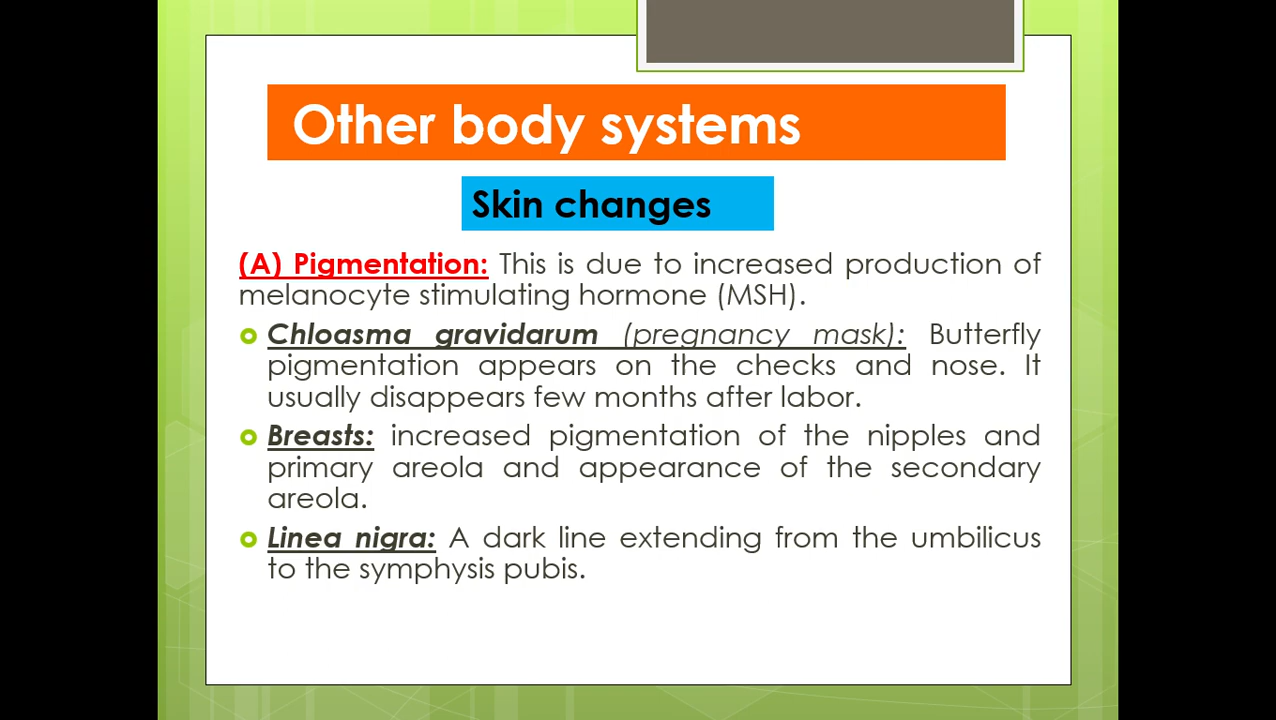 Other body systems
Skin changes
(A) Pigmentation: This is due to increased production of
melanocyte stimulating hormone (MSH).
Chloasma gravidarum (pregnancy mask): Butterfly
pigmentation appears on the checks and nose. It
usually disappears few months after labor.
Breasts: increased pigmentation of the nipples and
primary areola and appearance of the secondary
areola.
Linea nigra: A dark line extending from the umbilicus
to the symphysis pubis.